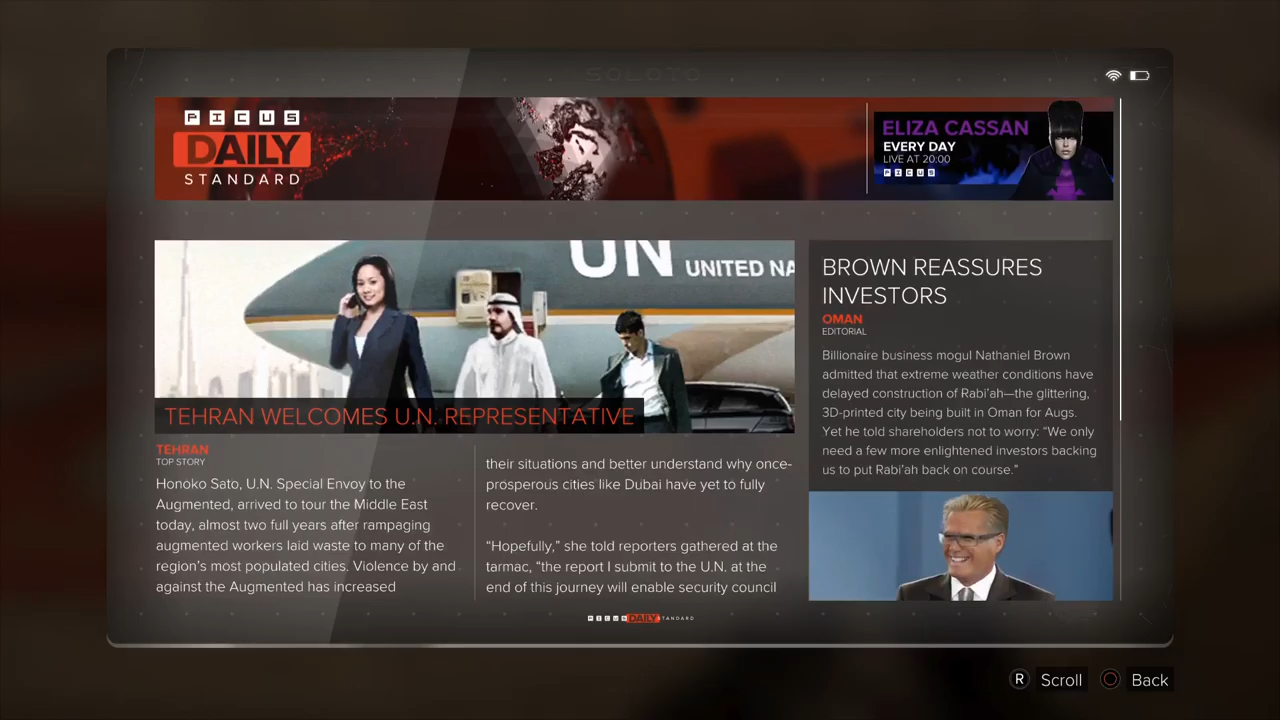 SOLOTO
PICUS
DAILY
STANDARD
ELIZA CASSAN
EVERY DAY
LIVE AT 20:00
PICUS
UN UNITED NA
TEHRAN WELCOMES U.N. REPRESENTATIVE
TEHRAN
TOP STORY
Honoko Sato, U.N. Special Envoy to the
Augmented, arrived to tour the Middle East
today, almost two full years after rampaging
augmented workers laid waste to many of the
region's most populated cities. Violence by and
against the Augmented has increased
their situations and better understand why once-
prosperous cities like Dubai have yet to fully
recover.
“Hopefully,” she told reporters gathered at the
tarmac, “the report I submit to the U.N. at the
end of this journey will enable security council
BROWN REASSURES
INVESTORS
OMAN
EDITORIAL
Billionaire business mogul Nathaniel Brown
admitted that extreme weather conditions have
delayed construction of Rabi'ah—the glittering,
3D-printed city being built in Oman for Augs.
Yet he told shareholders not to worry: “We only
need a few more enlightened investors backing
us to put Rabi'ah back on course.”
PICUS DAILY STANDARD
R Scroll Back